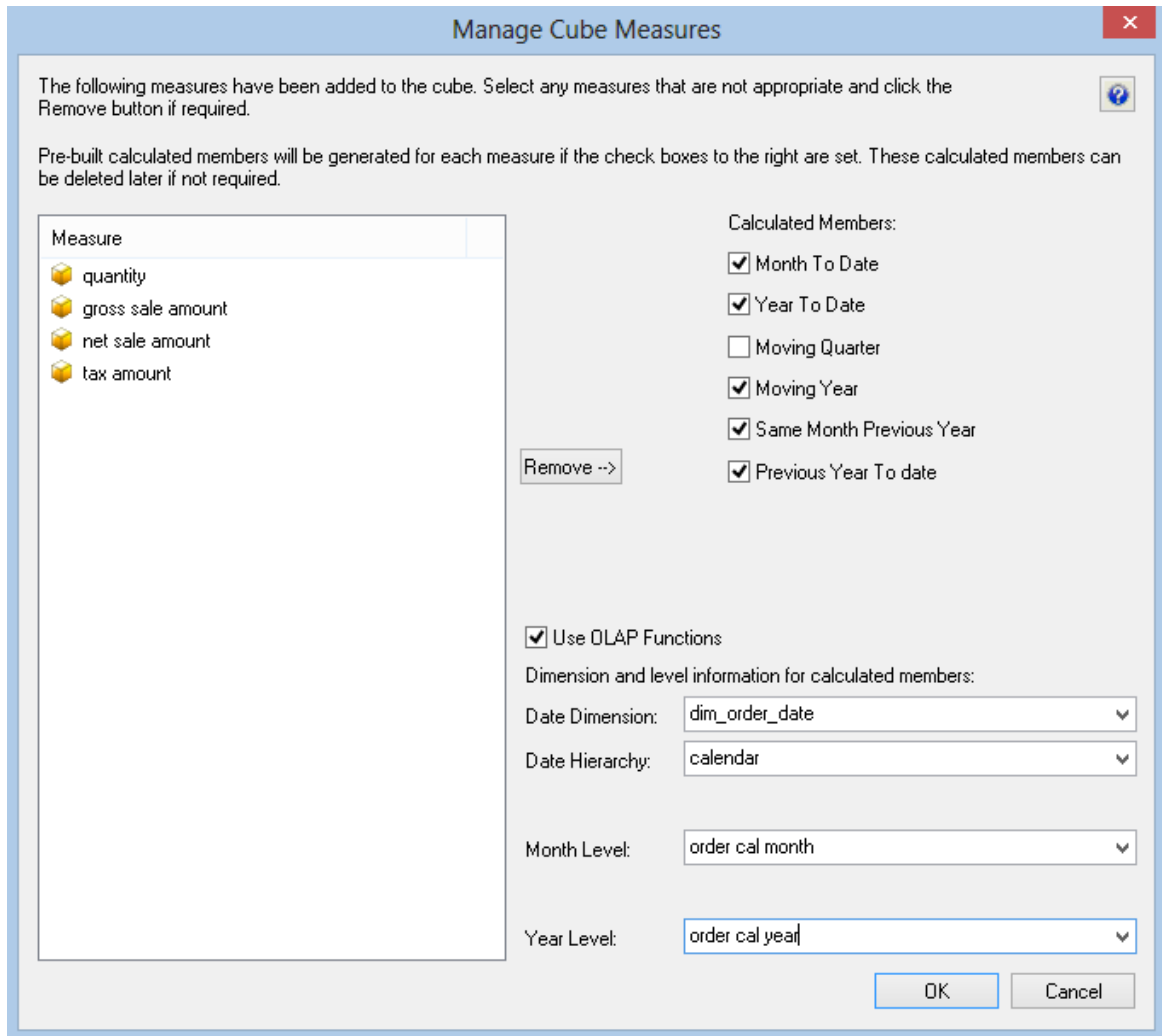 Manage Cube Measures
The following measures have been added to the cube. Select any measures that are not appropriate and click the
Remove button if required.
Pre-built calculated members will be generated for each measure if the check boxes to the right are set. These calculated members can
be deleted later if not required.
Measure
quantity
gross sale amount
net sale amount
tax amount
Remove -->
Calculated Members:
Month To Date
Year To Date
Moving Quarter
Moving Year
Same Month Previous Year
Previous Year To date
Use OLAP Functions
Dimension and level information for calculated members:
Date Dimension: dim_order_date
Date Hierarchy: calendar
Month Level: order cal month
Year Level: order cal year
OK Cancel